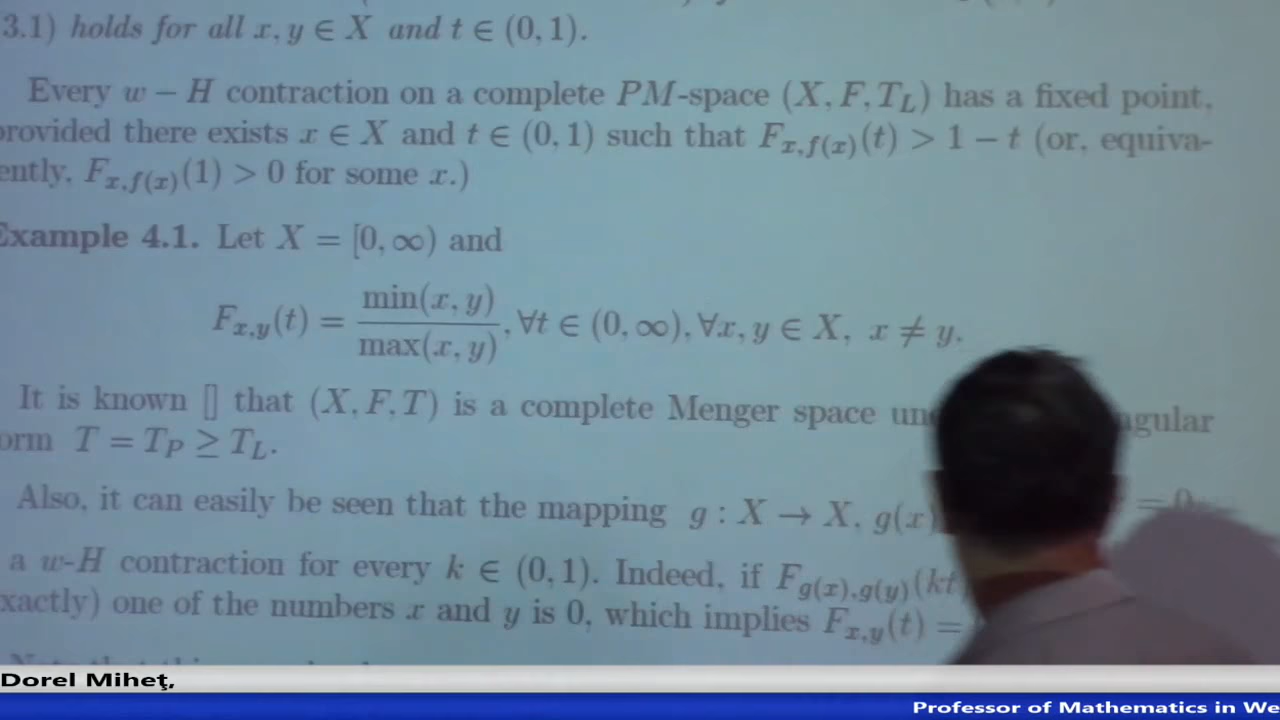 3.1) holds for all x, y ∈ X and t ∈ (0, 1).
Every w − H contraction on a complete PM-space (X, F, T_L) has a fixed point,
provided there exists x ∈ X and t ∈ (0, 1) such that F_{x,f(x)}(t) > 1 − t (or, equiva-
ently, F_{x,f(x)}(1) > 0 for some x.)
Example 4.1. Let X = [0, ∞) and
F_{x,y}(t) = min(x, y) / max(x, y), ∀t ∈ (0, ∞), ∀x, y ∈ X, x ≠ y.
It is known [] that (X, F, T) is a complete Menger space
orm T = T_P ≥ T_L.
Also, it can easily be seen that the mapping g : X → X, g(x) = 0
a w-H contraction for every k ∈ (0, 1). Indeed, if F_{g(x),g(y)}(kt
xactly) one of the numbers x and y is 0, which implies F_{x,y}(t) =
Dorel Miheţ,
Professor of Mathematics in We